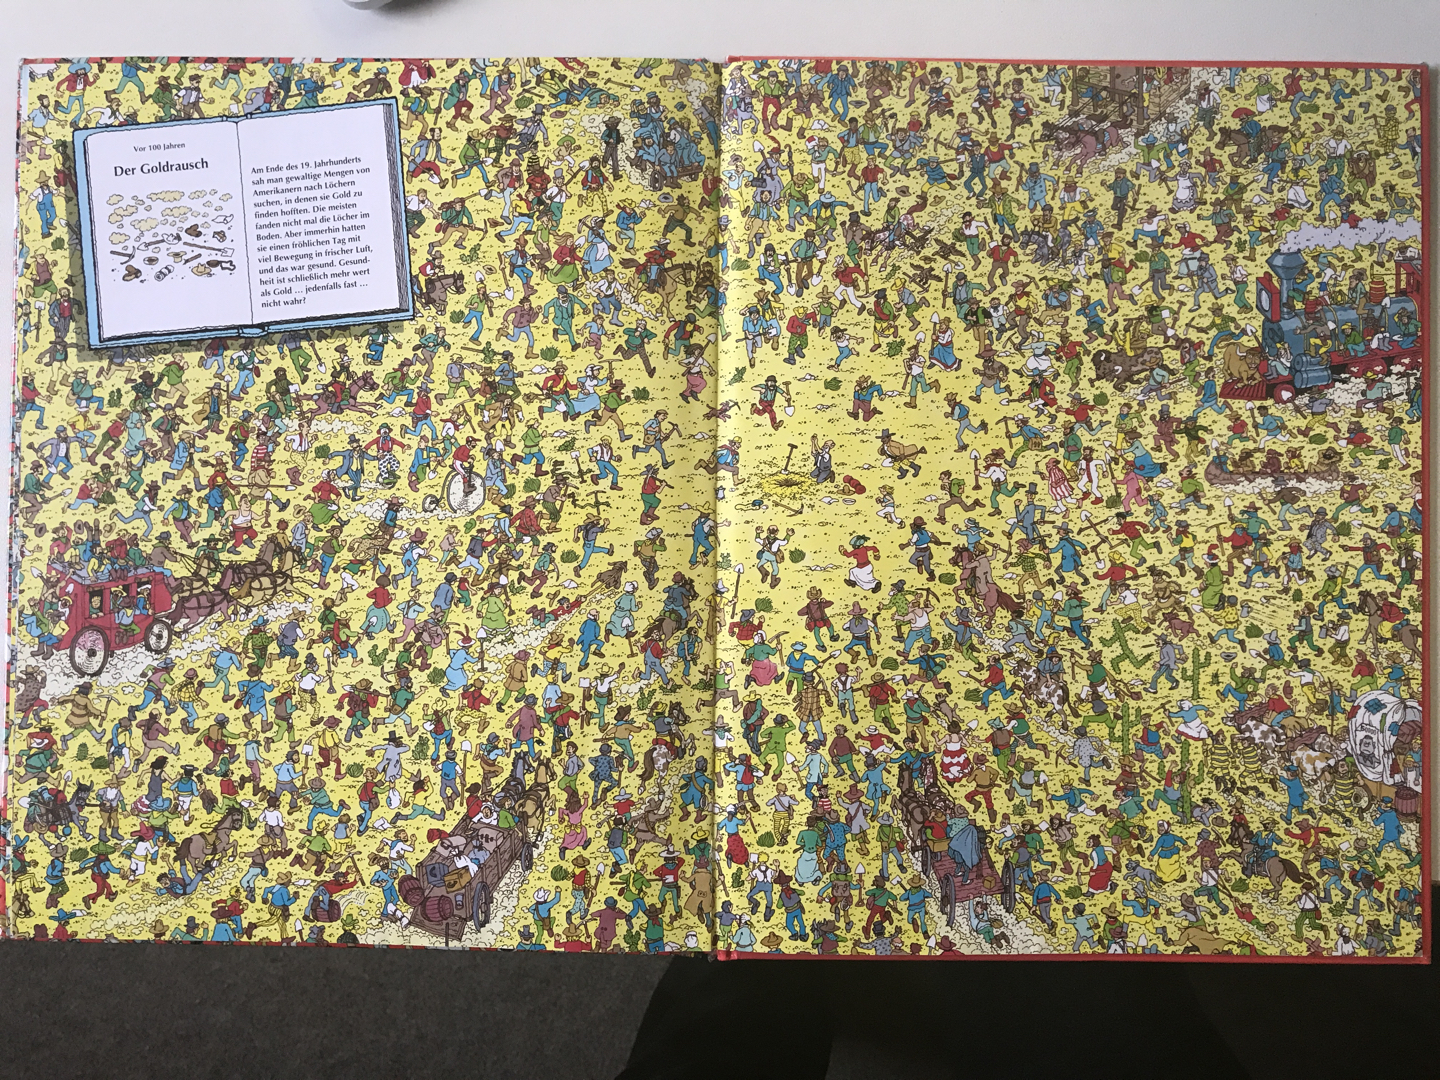 Vor 100 Jahren
Der Goldrausch
Am Ende des 19. Jahrhunderts
sah man gewaltige Mengen von
Amerikanern nach Löchern
suchen, in denen sie Gold zu
finden hofften. Die meisten
fanden nicht mal die Löcher im
Boden. Aber immerhin hatten
sie einen fröhlichen Tag mit
viel Bewegung in frischer Luft,
und das war gesund. Gesund-
heit ist schließlich mehr wert
als Gold ... jedenfalls fast ...
nicht wahr?